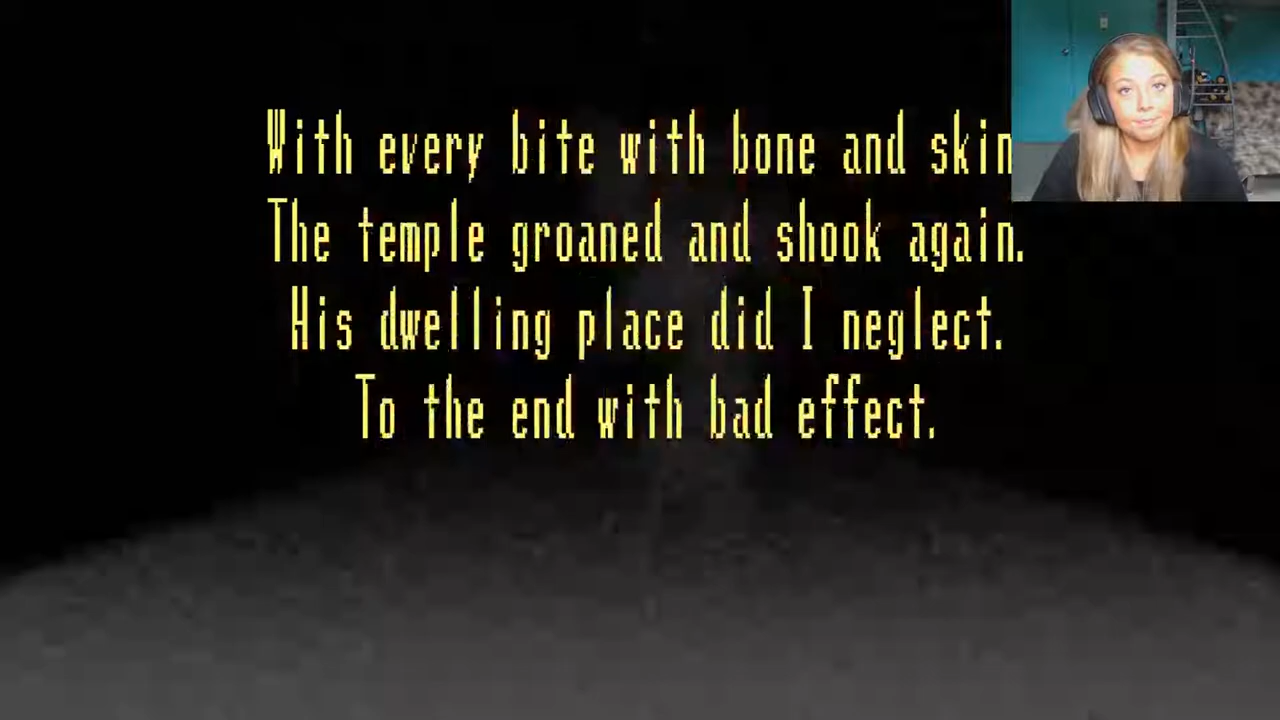 With every bite with bone and skin
The temple groaned and shook again.
His dwelling place did I neglect.
To the end with bad effect.